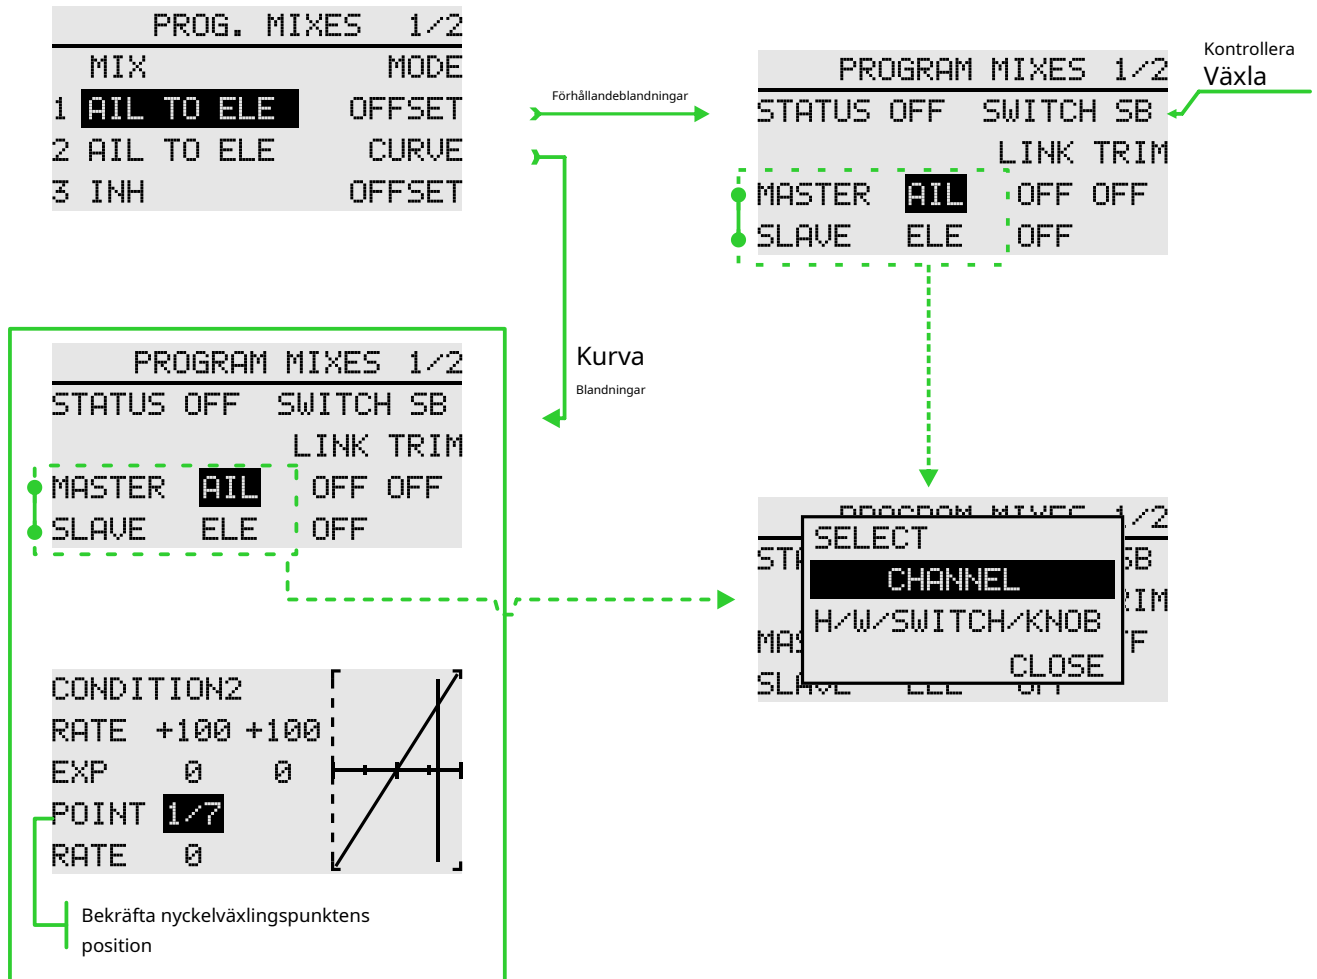 PROG. MIXES 1/2
MIX MODE
1 AIL TO ELE OFFSET
2 AIL TO ELE CURVE
3 INH OFFSET
Förhållandeblandningar
Kontrollera
Växla
PROGRAM MIXES 1/2
STATUS OFF SWITCH SB
LINK TRIM
MASTER AIL OFF OFF
SLAVE ELE OFF
Kurva
Blandningar
PROGRAM MIXES 1/2
STATUS OFF SWITCH SB
LINK TRIM
MASTER AIL OFF OFF
SLAVE ELE OFF
SELECT
CHANNEL
H/W/SWITCH/KNOB
CLOSE
CONDITION2
RATE +100 +100
EXP 0 0
POINT 1/7
RATE 0
Bekräfta nyckelväxlingspunktens
position